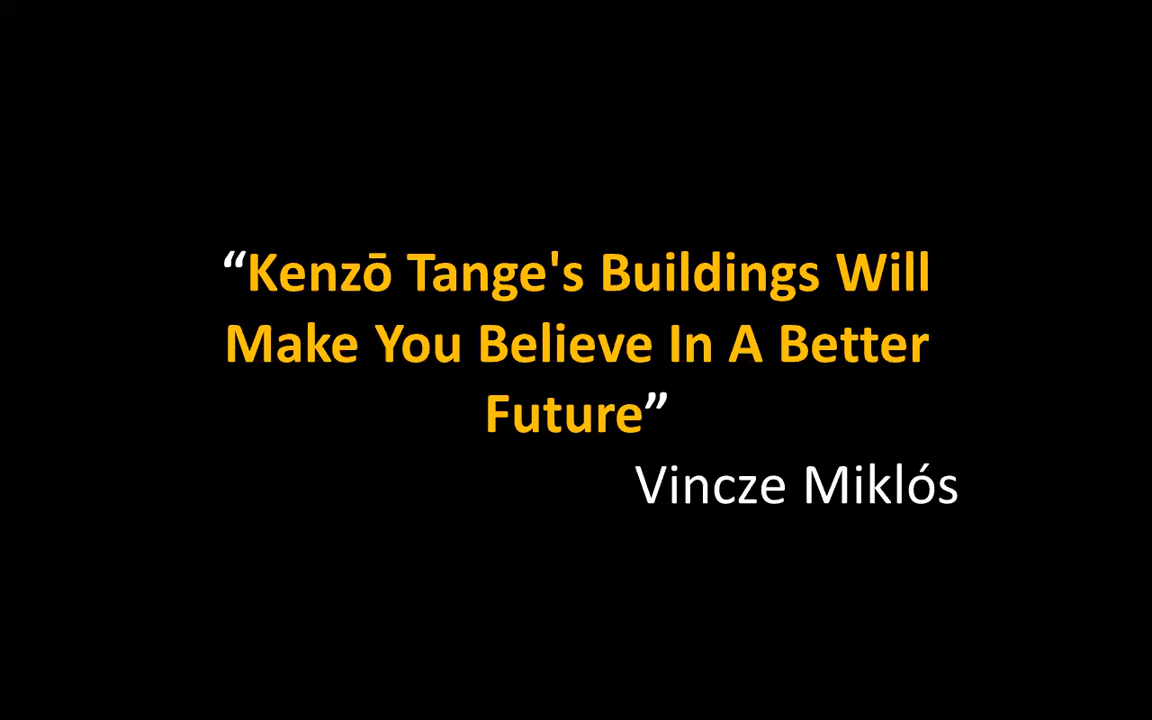 “Kenzō Tange's Buildings Will
Make You Believe In A Better
Future”
Vincze Miklós